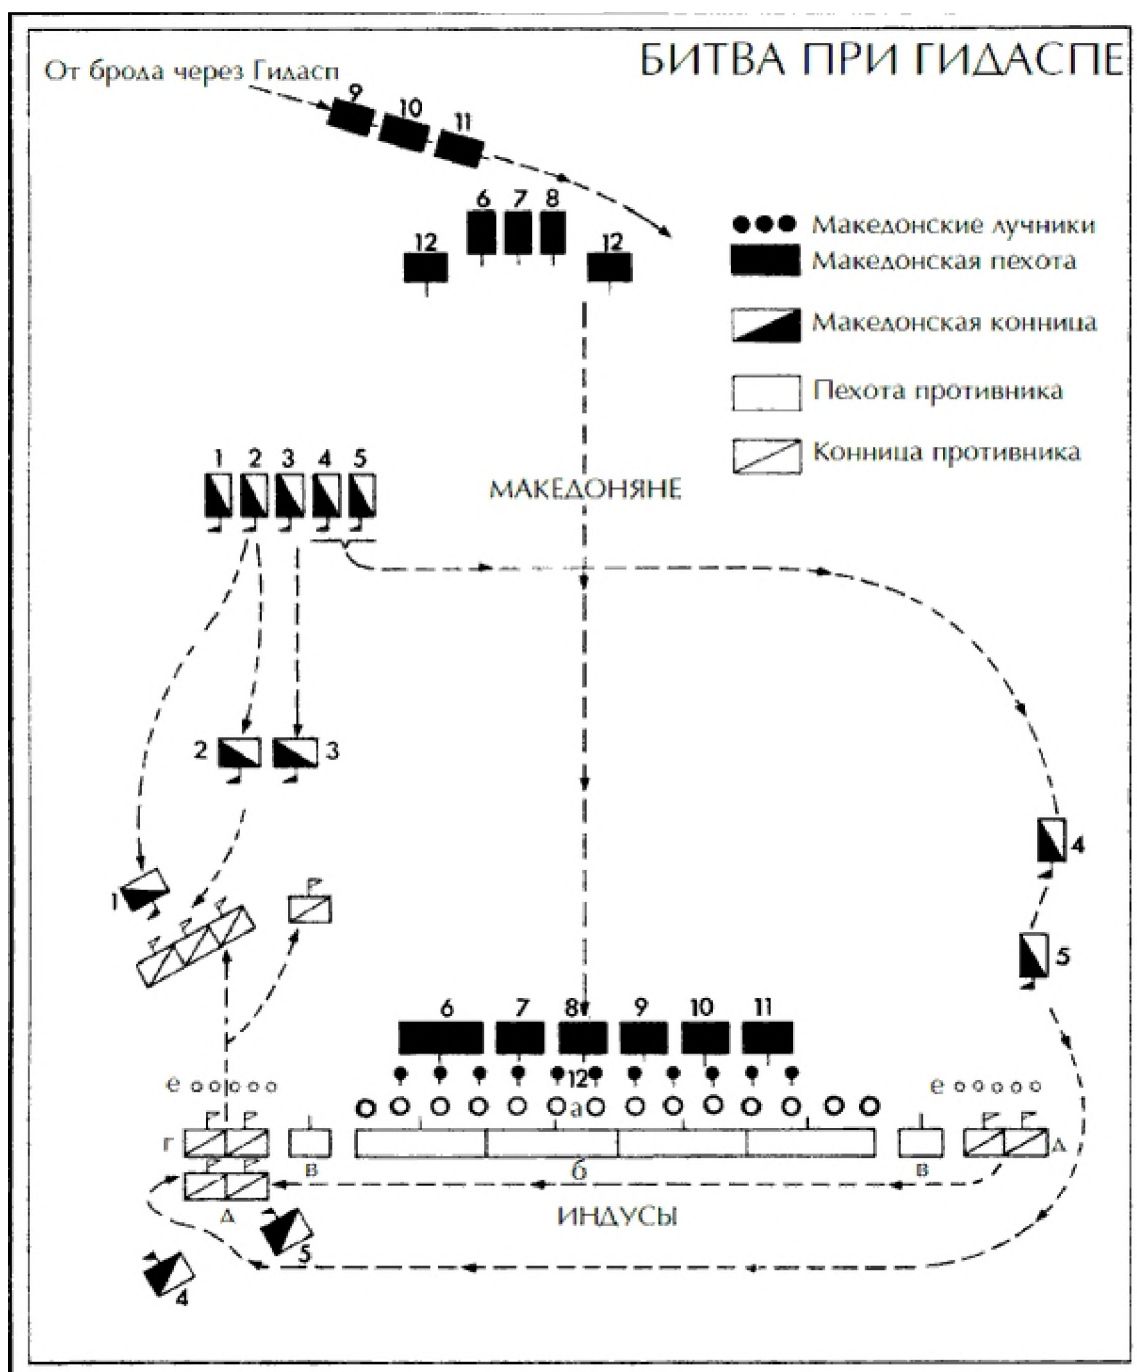 БИТВА ПРИ ГИДАСПЕ
От брода через Гидасп
9 10 11
6 7 8
12 12
Македонские лучники
Македонская пехота
Македонская конница
Пехота противника
Конница противника
1 2 3 4 5
МАКЕДОНЯНЕ
2 3
4
1
5
6 7 8 9 10 11
12
е а е
г в б в д
д
ИНДУСЫ
5
4